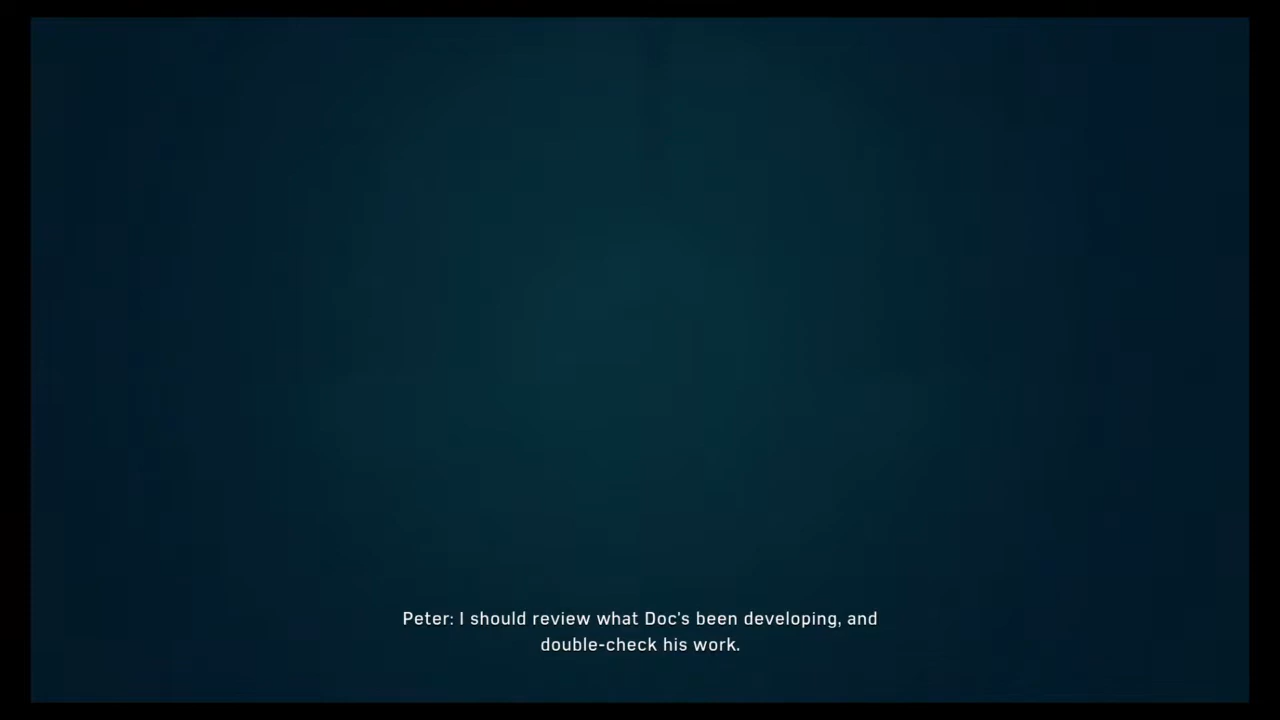 Peter: I should review what Doc's been developing, and
double-check his work.